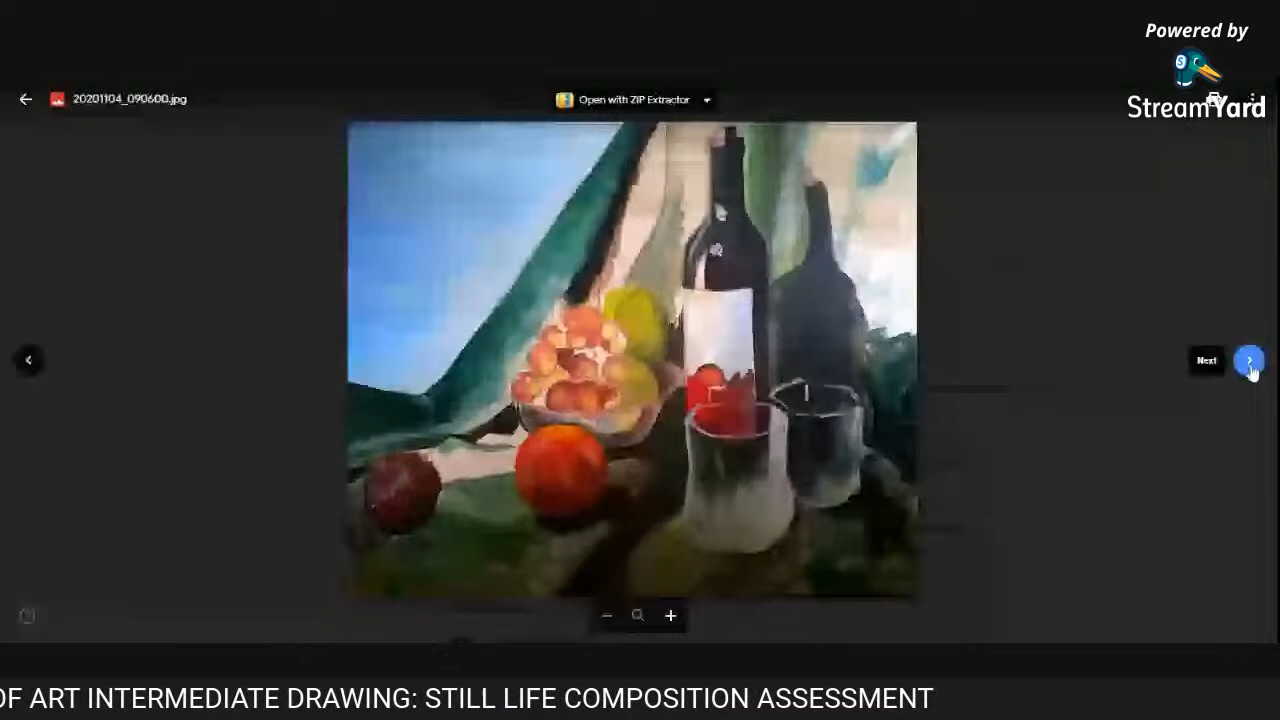 Powered by
StreamYard
20201104_090600.jpg
Open with ZIP Extractor
Next
OF ART INTERMEDIATE DRAWING: STILL LIFE COMPOSITION ASSESSMENT